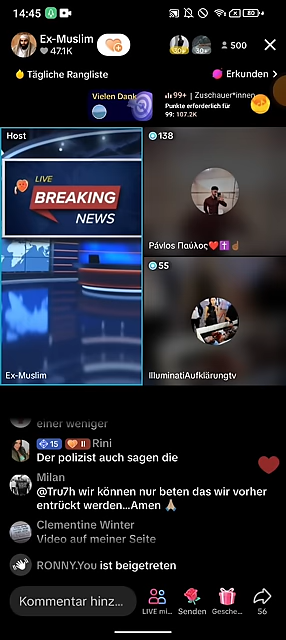 14:45
Ex-Muslim
47.1K
500
Tägliche Rangliste
Erkunden >
Vielen Dank
99+ | Zuschauer*innen
Punkte erforderlich für
99: 107.2K
Host
138
LIVE
BREAKING
NEWS
Pávlos Παύλος
55
Ex-Muslim
IlluminatiAufklärungtv
einer weniger
15 II Rini
Der polizist auch sagen die
Milan
@Tru7h wir können nur beten das wir vorher
entrückt werden...Amen 🙏🏼
Clementine Winter
Video auf meiner Seite
RONNY.You ist beigetreten
Kommentar hinz...
LIVE mi...
Senden
Gesche...
56